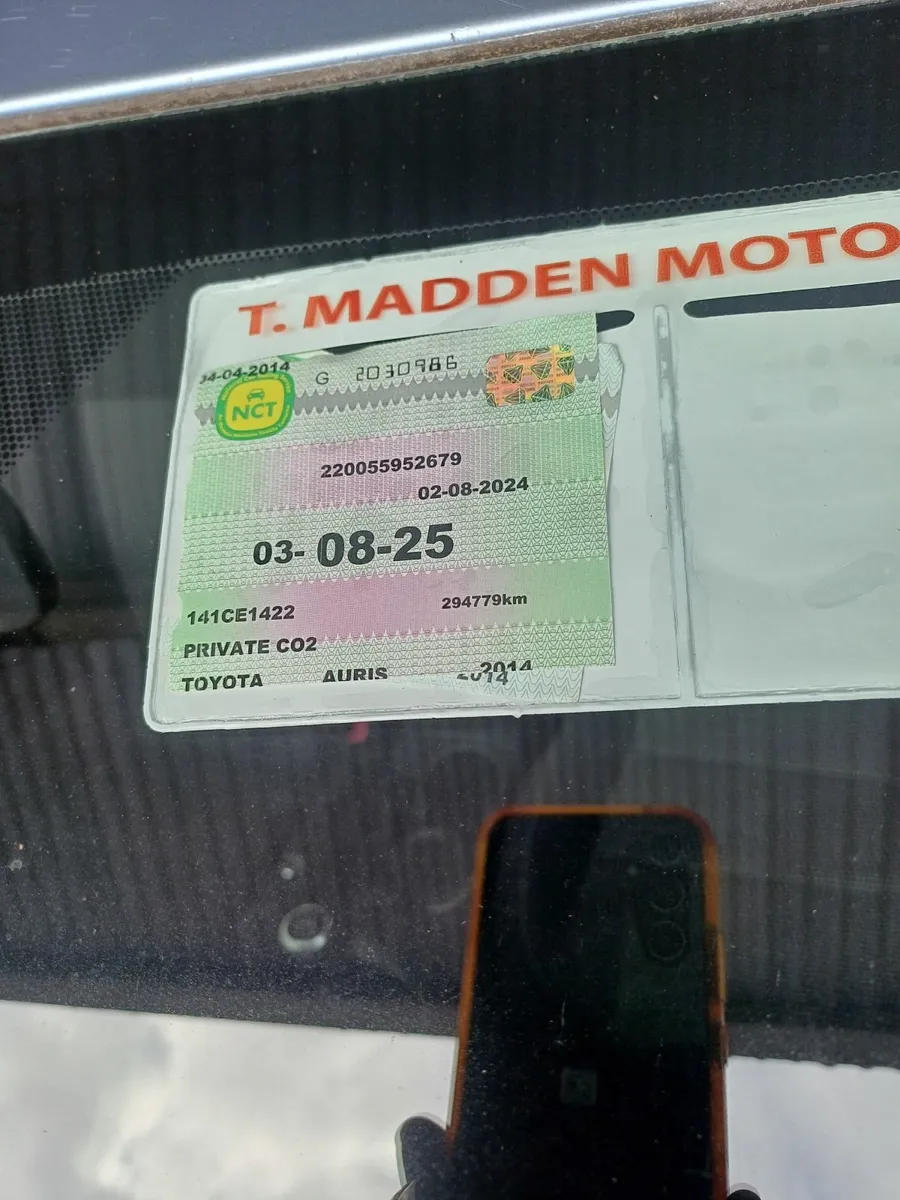 T. MADDEN MOTO
04-04-2014
G 2030986
NCT
220055952679
02-08-2024
03-08-25
141CE1422
294779km
PRIVATE CO2
TOYOTA AURIS 2014
2014